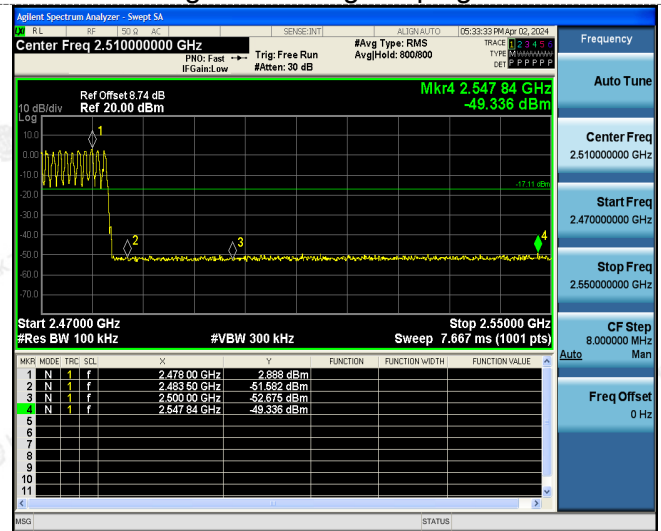 Agilent Spectrum Analyzer - Swept SA
LXI RL RF 50 Ω AC SENSE:INT ALIGN AUTO 05:33:33 PM Apr 02, 2024
Center Freq 2.510000000 GHz #Avg Type: RMS TRACE 1 2 3 4 5 6
PNO: Fast Trig: Free Run Avg|Hold: 800/800 TYPE M WWWWW
IFGain:Low #Atten: 30 dB DET P P P P P P
Mkr4 2.547 84 GHz
Ref Offset 8.74 dB
10 dB/div Ref 20.00 dBm -49.336 dBm
Log
10.0
0.00
-10.0
-20.0
-30.0
-40.0
-50.0
-60.0
-70.0
1
-17.11 dBm
2
3
4
Start 2.47000 GHz Stop 2.55000 GHz
#Res BW 100 kHz #VBW 300 kHz Sweep 7.667 ms (1001 pts)
MKR MODE TRC SCL X Y FUNCTION FUNCTION WIDTH FUNCTION VALUE
1 N 1 f 2.478 00 GHz 2.888 dBm
2 N 1 f 2.483 50 GHz -51.582 dBm
3 N 1 f 2.500 00 GHz -52.675 dBm
4 N 1 f 2.547 84 GHz -49.336 dBm
5
6
7
8
9
10
11
MSG STATUS
Frequency
Auto Tune
Center Freq
2.510000000 GHz
Start Freq
2.470000000 GHz
Stop Freq
2.550000000 GHz
CF Step
8.000000 MHz
Auto Man
Freq Offset
0 Hz